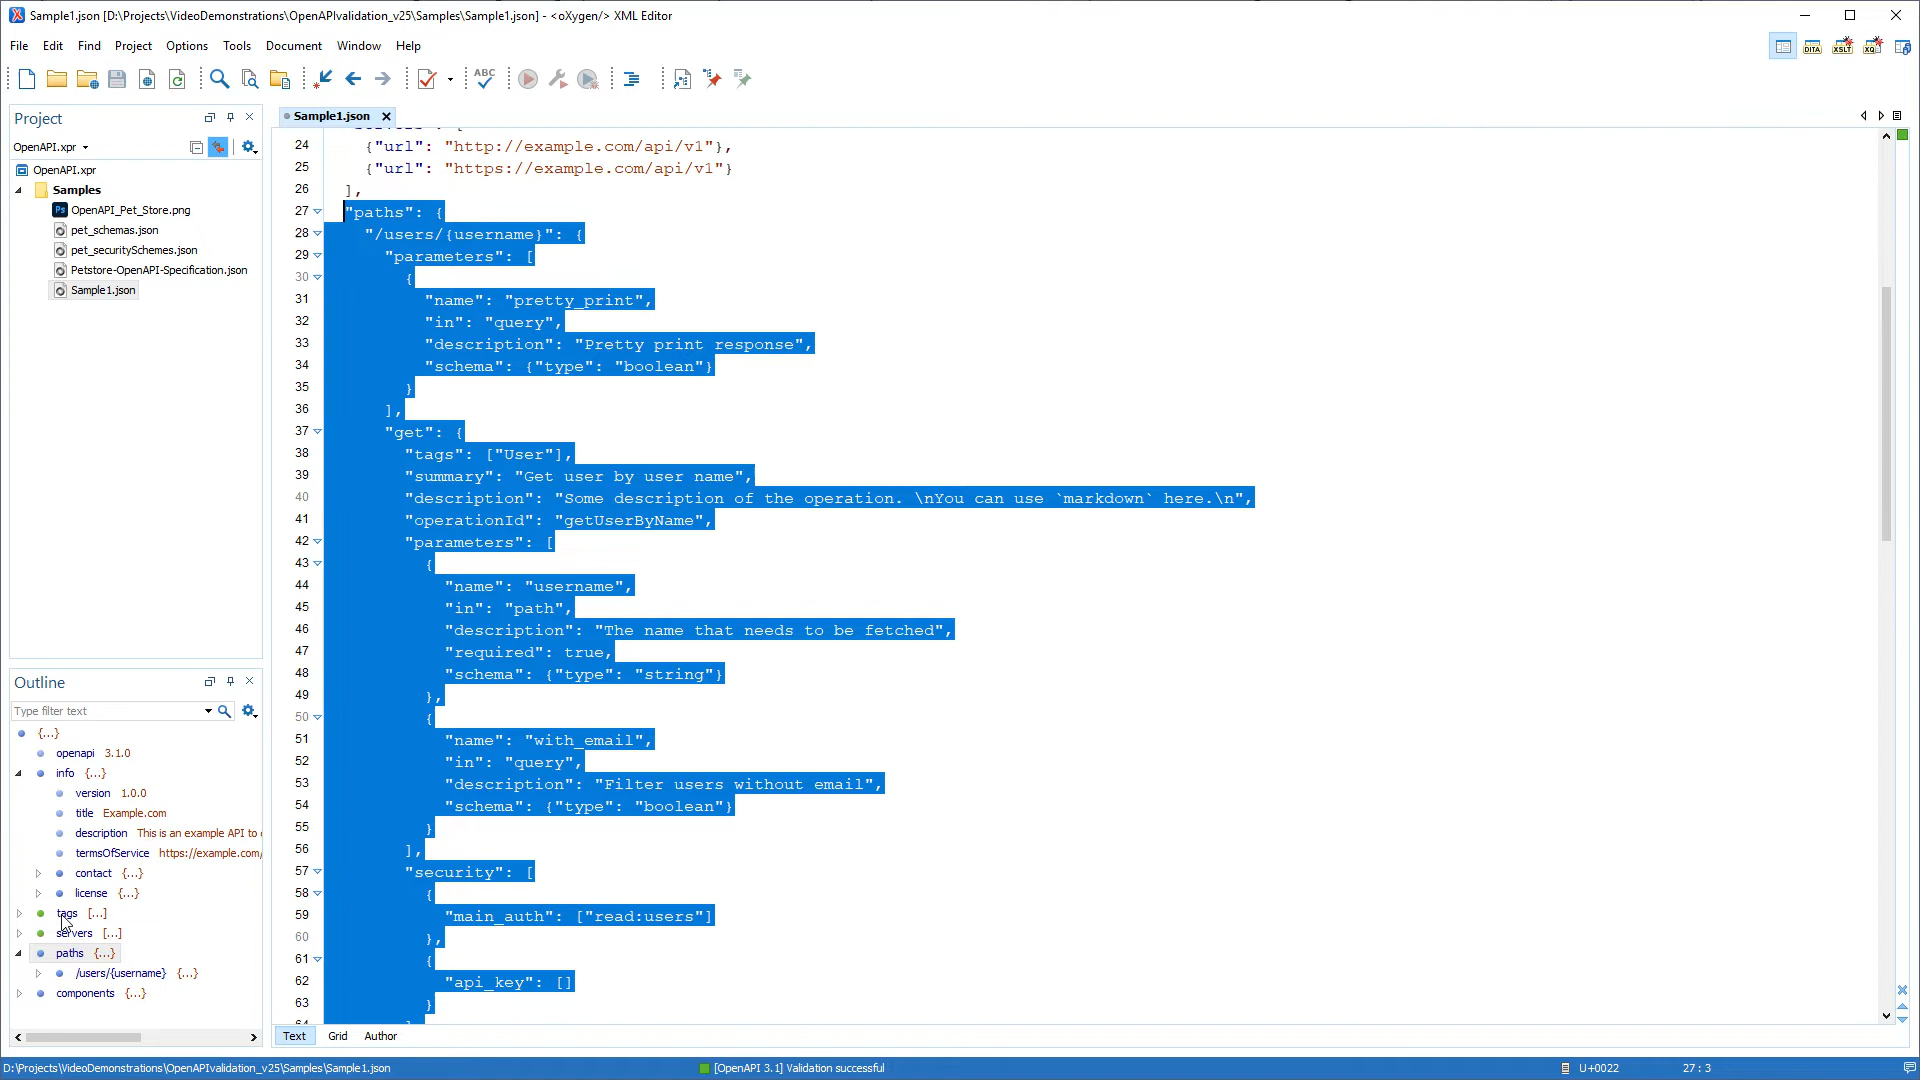 Sample1.json [D:\Projects\VideoDemonstrations\OpenAPIvalidation_v25\Samples\Sample1.json] - <oXygen/> XML Editor
File Edit Find Project Options Tools Document Window Help
DITA XSLT XQ
ABC
Project
OpenAPI.xpr
OpenAPI.xpr
Samples
Ps OpenAPI_Pet_Store.png
pet_schemas.json
pet_securitySchemes.json
Petstore-OpenAPI-Specification.json
Sample1.json
Outline
Type filter text
{...}
openapi 3.1.0
info {...}
version 1.0.0
title Example.com
description This is an example API to
termsOfService https://example.com/
contact {...}
license {...}
tags [...]
servers [...]
paths {...}
/users/{username} {...}
components {...}
Sample1.json
24 {"url": "http://example.com/api/v1"},
25 {"url": "https://example.com/api/v1"}
26 ],
27 "paths": {
28 "/users/{username}": {
29 "parameters": [
30 {
31 "name": "pretty_print",
32 "in": "query",
33 "description": "Pretty print response",
34 "schema": {"type": "boolean"}
35 }
36 ],
37 "get": {
38 "tags": ["User"],
39 "summary": "Get user by user name",
40 "description": "Some description of the operation. \nYou can use `markdown` here.\n",
41 "operationId": "getUserByName",
42 "parameters": [
43 {
44 "name": "username",
45 "in": "path",
46 "description": "The name that needs to be fetched",
47 "required": true,
48 "schema": {"type": "string"}
49 },
50 {
51 "name": "with_email",
52 "in": "query",
53 "description": "Filter users without email",
54 "schema": {"type": "boolean"}
55 }
56 ],
57 "security": [
58 {
59 "main_auth": ["read:users"]
60 },
61 {
62 "api_key": []
63 }
Text Grid Author
D:\Projects\VideoDemonstrations\OpenAPIvalidation_v25\Samples\Sample1.json [OpenAPI 3.1] Validation successful U+0022 27 : 3